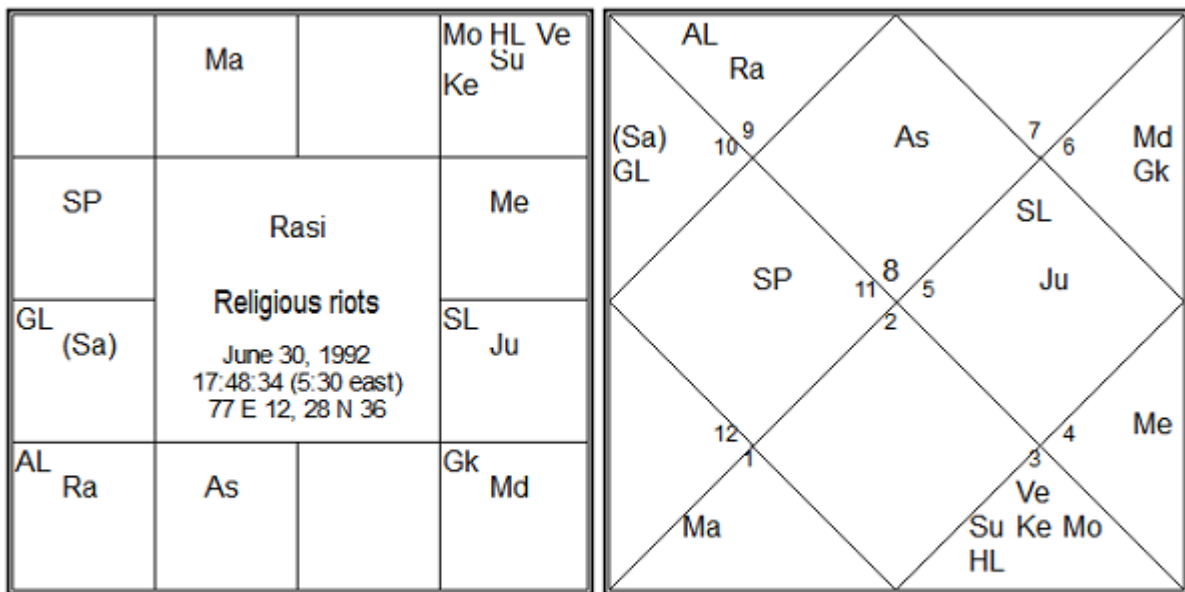 Ma
Mo HL Ve
Su
Ke
SP
Me
Rasi
Religious riots
June 30, 1992
17:48:34 (5:30 east)
77 E 12, 28 N 36
GL
(Sa)
SL
Ju
AL
Ra
As
Gk
Md
AL
Ra
(Sa)
GL
9
10
As
7
6
Md
Gk
SL
Ju
SP
8
11
5
2
12
1
Ma
4
3
Me
Ve
Su Ke Mo
HL